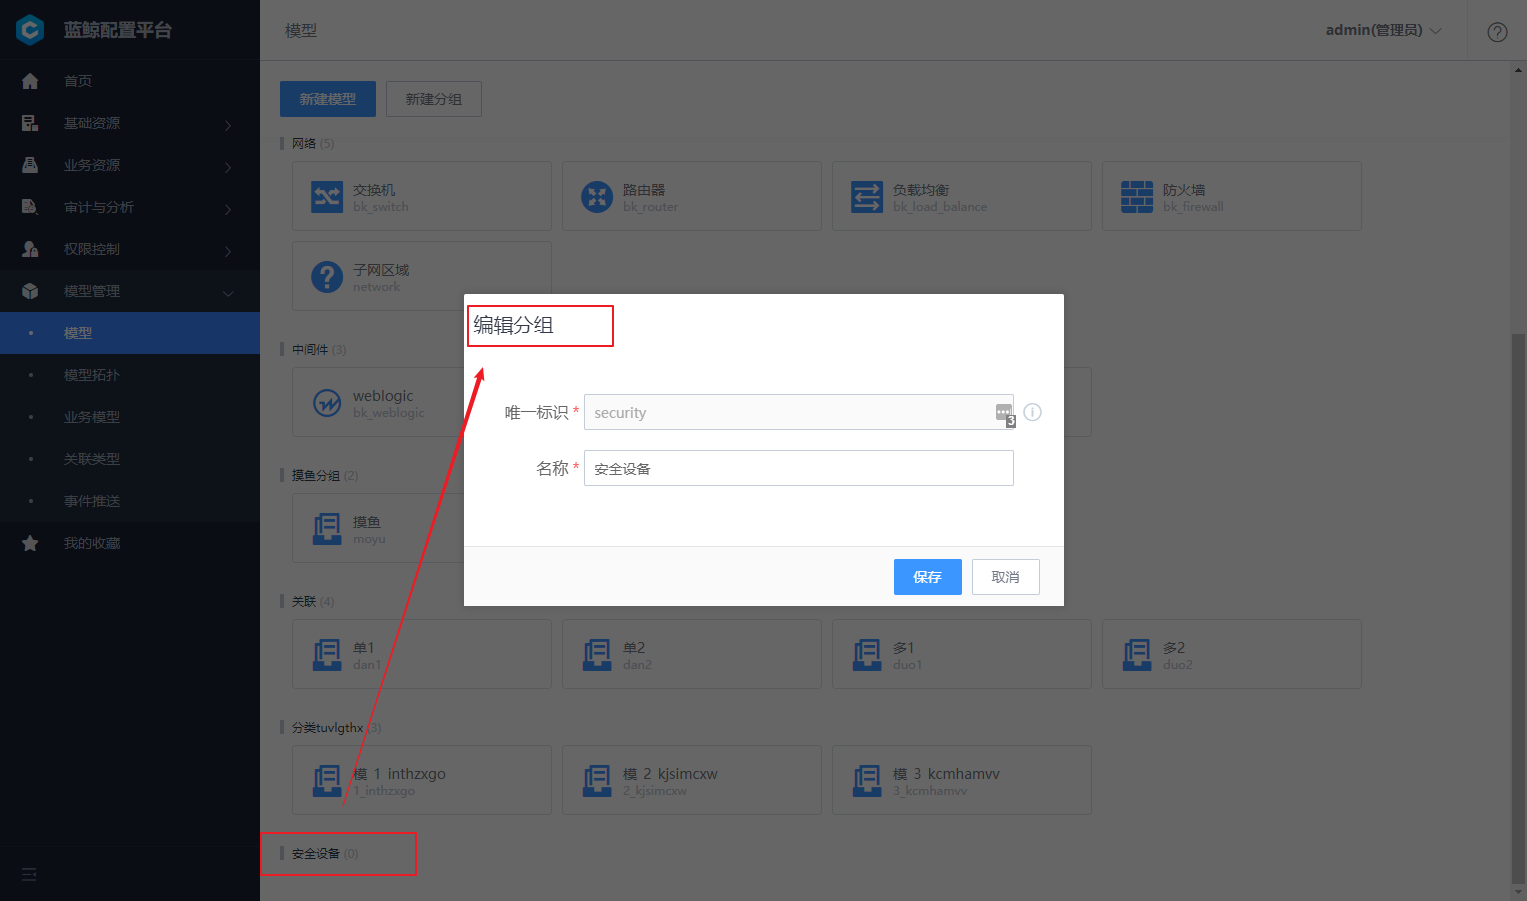 蓝鲸配置平台
首页
基础资源
业务资源
审计与分析
权限控制
模型管理
模型
模型拓扑
业务模型
关联类型
事件推送
我的收藏
模型
admin(管理员)
新建模型
新建分组
网络 (5)
交换机
bk_switch
路由器
bk_router
负载均衡
bk_load_balance
防火墙
bk_firewall
子网区域
network
中间件 (3)
weblogic
bk_weblogic
摸鱼分组 (2)
摸鱼
moyu
关联 (4)
单1
dan1
单2
dan2
多1
duo1
多2
duo2
分类tuvlgthx (3)
模 1 inthzxgo
1_inthzxgo
模 2 kjsimcxw
2_kjsimcxw
模 3 kcmhamvv
3_kcmhamvv
安全设备 (0)
编辑分组
唯一标识 *
security
3
名称 *
安全设备
保存
取消